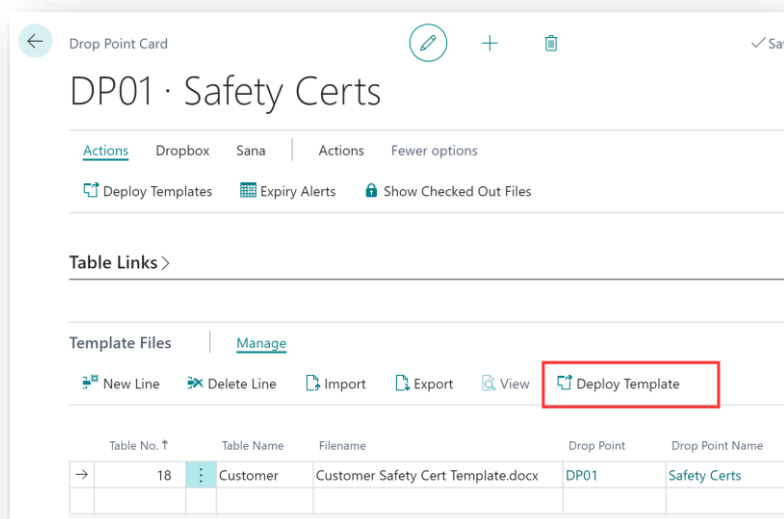 Drop Point Card
DP01 · Safety Certs
Actions Dropbox Sana Actions Fewer options
Deploy Templates Expiry Alerts Show Checked Out Files
Table Links
Template Files Manage
New Line Delete Line Import Export View Deploy Template
Table No. ↑ Table Name Filename Drop Point Drop Point Name
→ 18 Customer Customer Safety Cert Template.docx DP01 Safety Certs